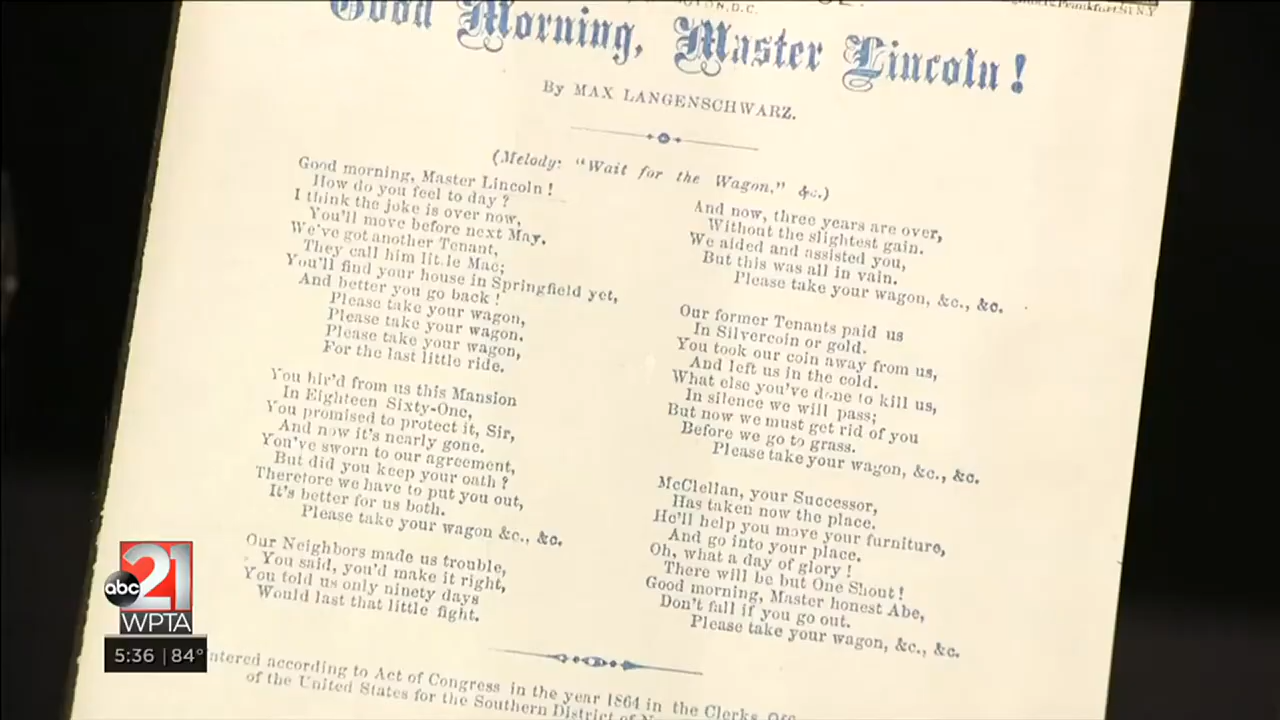 Good Morning, Master Lincoln!
By MAX LANGENSCHWARZ.
(Melody: "Wait for the Wagon," &c.)
Good morning, Master Lincoln!
How do you feel to day?
I think the joke is over now,
You'll move before next May.
We've got another Tenant,
They call him lit.le Mac;
You'll find your house in Springfield yet,
And better you go back!
Please take your wagon,
Please take your wagon.
Please take your wagon,
For the last little ride.
You hir'd from us this Mansion
In Eighteen Sixty-One,
You promised to protect it, Sir,
And now it's nearly gone.
You've sworn to our agreement,
But did you keep your oath?
Therefore we have to put you out,
It's better for us both.
Please take your wagon &c., &c.
Our Neighbors made us trouble,
You said, you'd make it right,
You told us only ninety days
Would last that little fight.
And now, three years are over,
Without the slightest gain.
We aided and assisted you,
But this was all in vain.
Please take your wagon, &c., &c.
Our former Tenants paid us
In Silvercoin or gold.
You took our coin away from us,
And left us in the cold.
What else you've done to kill us,
In silence we will pass;
But now we must get rid of you
Before we go to grass.
Please take your wagon, &c., &c.
McClellan, your Successor,
Has taken now the place.
He'll help you move your furniture,
And go into your place.
Oh, what a day of glory!
There will be but One Shout!
Good morning, Master honest Abe,
Don't fall if you go out.
Please take your wagon, &c., &c.
ntered according to Act of Congress in the year 1864 in the Clerks
of the United States for the Southern District of
abc 21
WPTA
5:36 | 84°